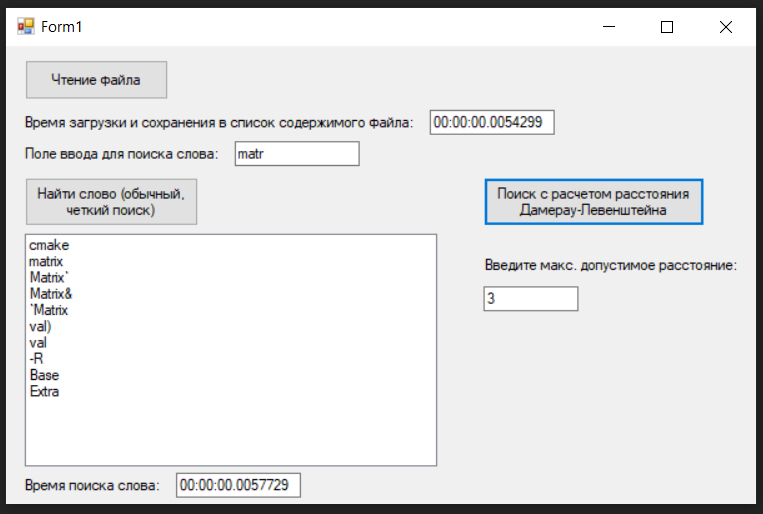 Form1
Чтение файла
Время загрузки и сохранения в список содержимого файла: 00:00:00.0054299
Поле ввода для поиска слова: matr
Найти слово (обычный,
четкий поиск)
Поиск с расчетом расстояния
Дамерау-Левенштейна
cmake
matrix
Matrix`
Matrix&
`Matrix
val)
val
-R
Base
Extra
Введите макс. допустимое расстояние:
3
Время поиска слова: 00:00:00.0057729